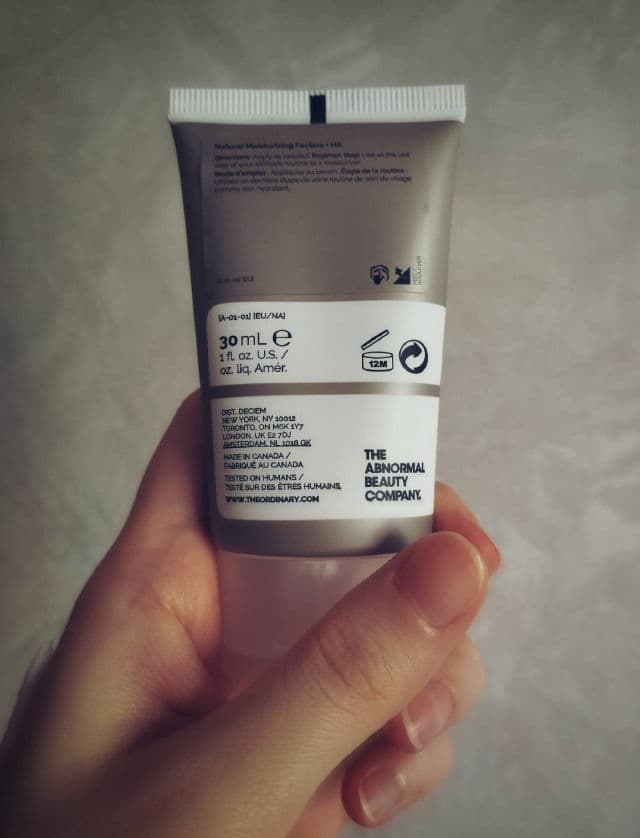 Natural Moisturizing Factors + HA
Directions: Apply as needed. Regimen Step: Use as the last
step of your skincare routine as a moisturizer.
Mode d'emploi : Appliquez au besoin. Étape de la routine :
Utilisez en dernière étape de votre routine de soin du visage
comme soin hydratant.
[A-01-01] [EU/NA]
30 mL e
1 fl. oz. U.S. /
oz. liq. Amér.
12M
DIST. DECIEM
NEW YORK, NY 10012
TORONTO, ON M6K 1Y7
LONDON, UK E2 7DJ
AMSTERDAM, NL 1016 GK
MADE IN CANADA /
FABRIQUÉ AU CANADA
TESTED ON HUMANS /
TESTÉ SUR DES ÊTRES HUMAINS.
WWW.THEORDINARY.COM
THE
ABNORMAL
BEAUTY
COMPANY.